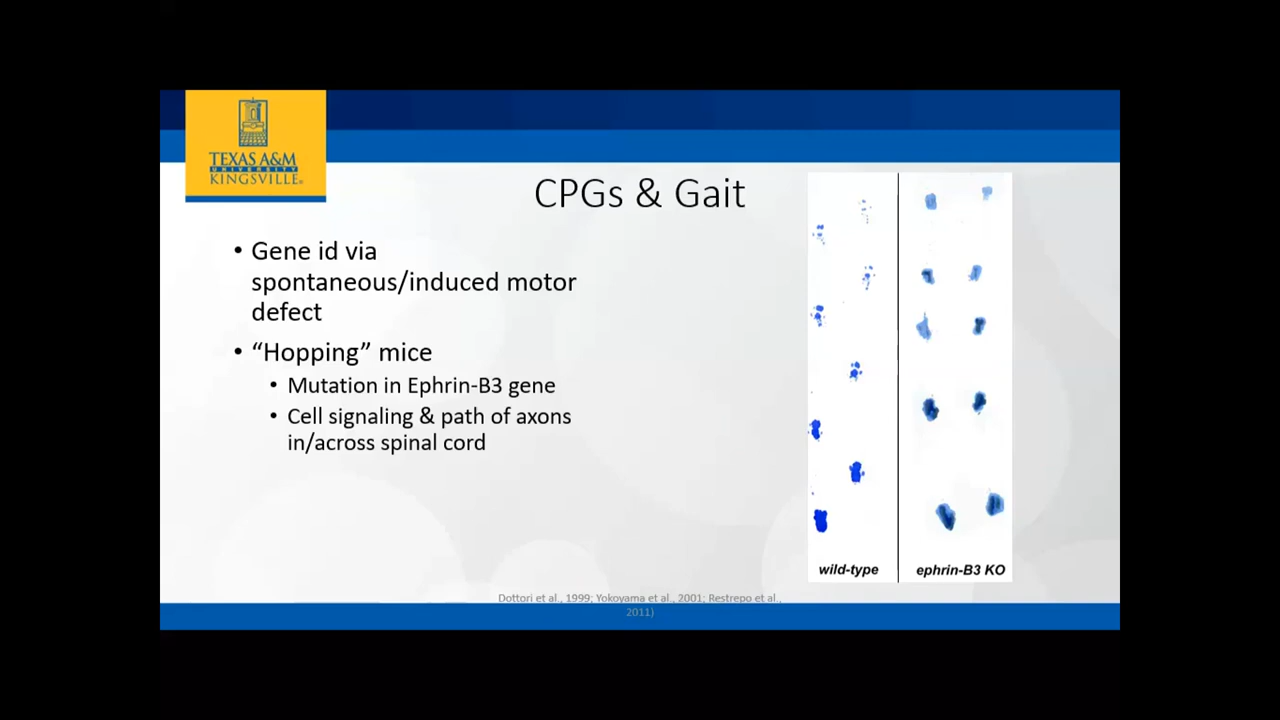 TEXAS A&M
UNIVERSITY
KINGSVILLE®
CPGs & Gait
• Gene id via
spontaneous/induced motor
defect
• “Hopping” mice
• Mutation in Ephrin-B3 gene
• Cell signaling & path of axons
in/across spinal cord
wild-type
ephrin-B3 KO
Dottori et al., 1999; Yokoyama et al., 2001; Restrepo et al.,
2011)